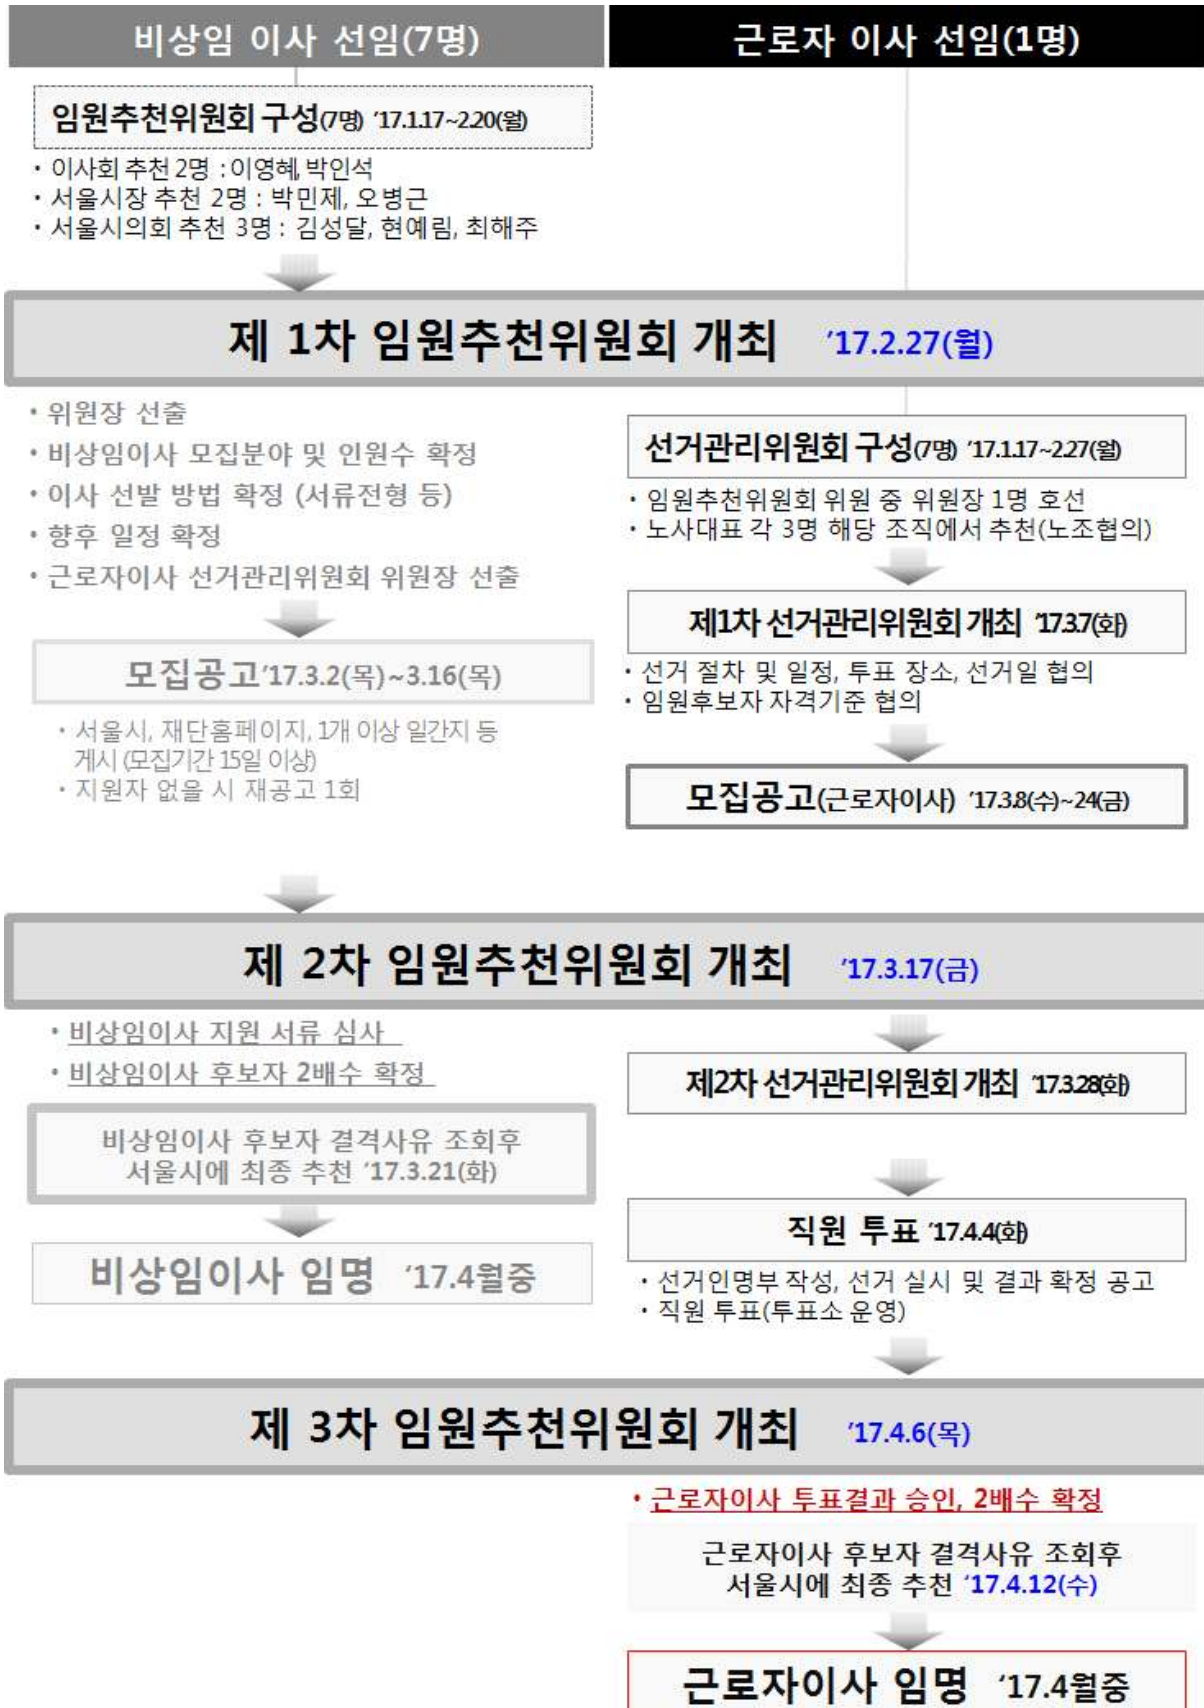 비상임 이사 선임(7명)
근로자 이사 선임(1명)
임원추천위원회 구성(7명) '17.1.17~2.20(월)
• 이사회 추천 2명 : 이영혜, 박인석
• 서울시장 추천 2명 : 박민제, 오병근
• 서울시의회 추천 3명 : 김성달, 현예림, 최해주
제 1차 임원추천위원회 개최 '17.2.27(월)
• 위원장 선출
• 비상임이사 모집분야 및 인원수 확정
• 이사 선발 방법 확정 (서류전형 등)
• 향후 일정 확정
• 근로자이사 선거관리위원회 위원장 선출
모집공고'17.3.2(목)~3.16(목)
• 서울시, 재단홈페이지, 1개 이상 일간지 등
게시 (모집기간 15일 이상)
• 지원자 없을 시 재공고 1회
선거관리위원회 구성(7명) '17.1.17~2.27(월)
• 임원추천위원회 위원 중 위원장 1명 호선
• 노사대표 각 3명 해당 조직에서 추천(노조협의)
제1차 선거관리위원회 개최 '17.3.7(화)
• 선거 절차 및 일정, 투표 장소, 선거일 협의
• 임원후보자 자격기준 협의
모집공고(근로자이사) '17.3.8(수)~24(금)
제 2차 임원추천위원회 개최 '17.3.17(금)
• 비상임이사 지원 서류 심사
• 비상임이사 후보자 2배수 확정
비상임이사 후보자 결격사유 조회후
서울시에 최종 추천 '17.3.21(화)
비상임이사 임명 '17.4월중
제2차 선거관리위원회 개최 '17.3.28(화)
직원 투표 '17.4.4(화)
• 선거인명부 작성, 선거 실시 및 결과 확정 공고
• 직원 투표(투표소 운영)
제 3차 임원추천위원회 개최 '17.4.6(목)
• 근로자이사 투표결과 승인, 2배수 확정
근로자이사 후보자 결격사유 조회후
서울시에 최종 추천 '17.4.12(수)
근로자이사 임명 '17.4월중